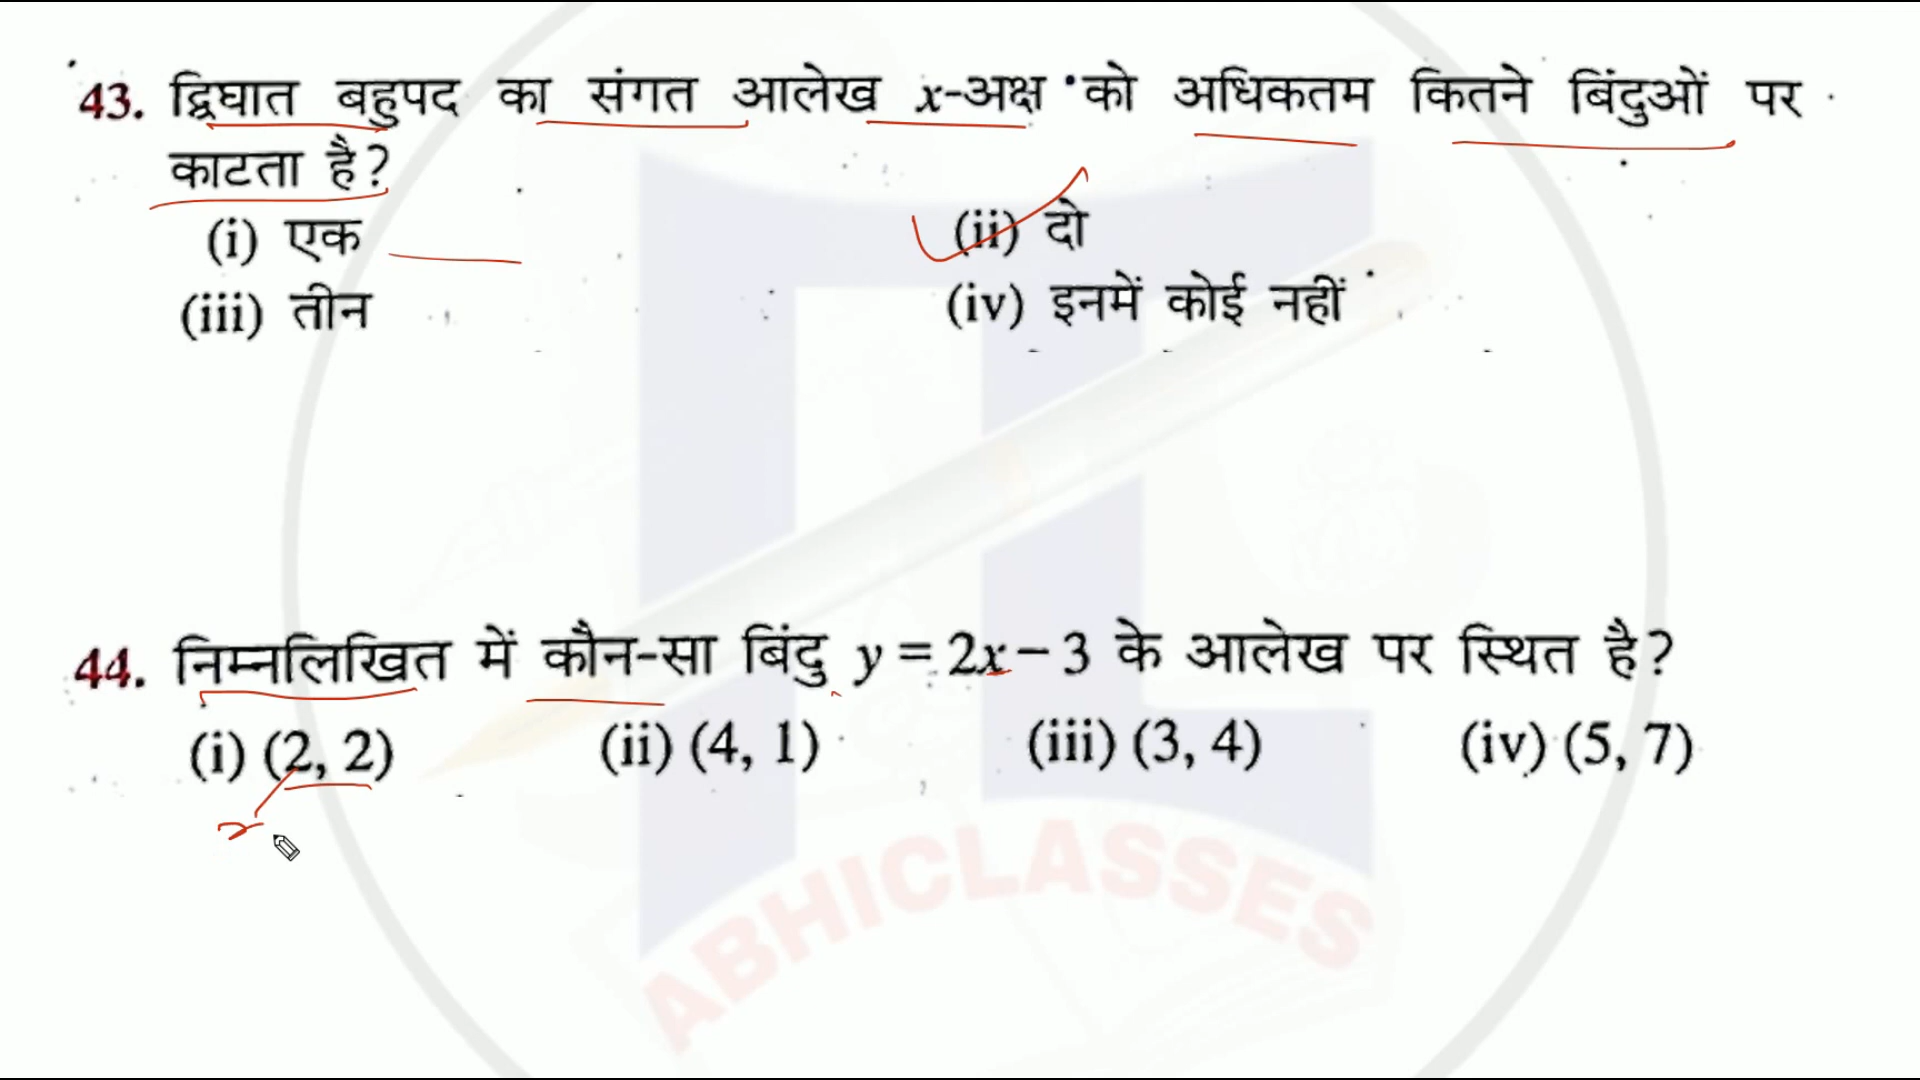 43. द्विघात बहुपद का संगत आलेख x-अक्ष को अधिकतम कितने बिंदुओं पर
काटता है?
(i) एक (ii) दो
(iii) तीन (iv) इनमें कोई नहीं
44. निम्नलिखित में कौन-सा बिंदु y = 2x – 3 के आलेख पर स्थित है?
(i) (2, 2) (ii) (4, 1) (iii) (3, 4) (iv) (5, 7)
x
ABHICLASSES